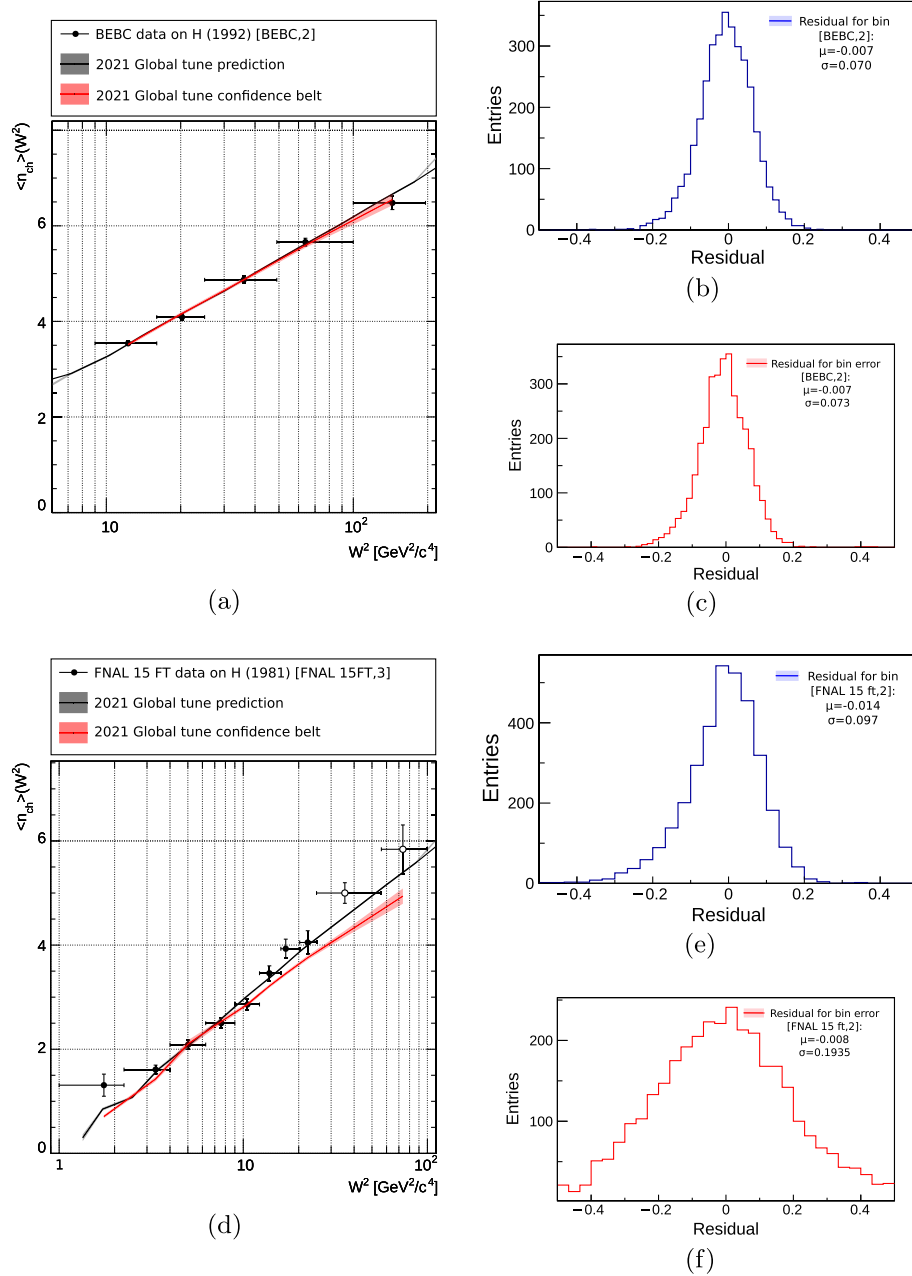 BEBC data on H (1992) [BEBC,2]
2021 Global tune prediction
2021 Global tune confidence belt
<n_ch>(W²)
6
4
2
0
10
10²
W² [GeV²/c⁴]
(a)
Residual for bin
[BEBC,2]:
μ=-0.007
σ=0.070
Entries
300
200
100
0
−0.4
−0.2
0
0.2
0.4
Residual
(b)
Residual for bin error
[BEBC,2]:
μ=-0.007
σ=0.073
Entries
300
200
100
0
−0.4
−0.2
0
0.2
0.4
Residual
(c)
FNAL 15 FT data on H (1981) [FNAL 15FT,3]
2021 Global tune prediction
2021 Global tune confidence belt
<n_ch>(W²)
6
4
2
0
1
10
10²
W² [GeV²/c⁴]
(d)
Residual for bin
[FNAL 15 ft,2]:
μ=-0.014
σ=0.097
Entries
400
200
0
−0.4
−0.2
0
0.2
0.4
Residual
(e)
Residual for bin error
[FNAL 15 ft,2]:
μ=-0.008
σ=0.1935
Entries
200
100
−0.4
−0.2
0
0.2
0.4
Residual
(f)